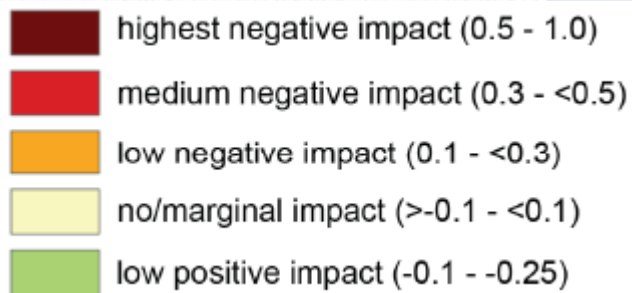 highest negative impact (0.5 - 1.0)
medium negative impact (0.3 - <0.5)
low negative impact (0.1 - <0.3)
no/marginal impact (>-0.1 - <0.1)
low positive impact (-0.1 - -0.25)